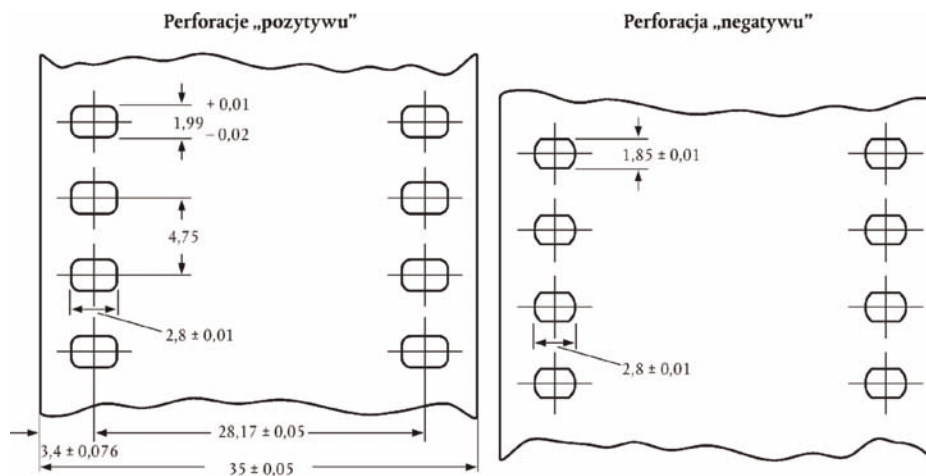 Perforacje „pozytywu”
Perforacja „negatywu”
+ 0,01
1,99
– 0,02
4,75
2,8 ± 0,01
28,17 ± 0,05
3,4 ± 0,076
35 ± 0,05
1,85 ± 0,01
2,8 ± 0,01